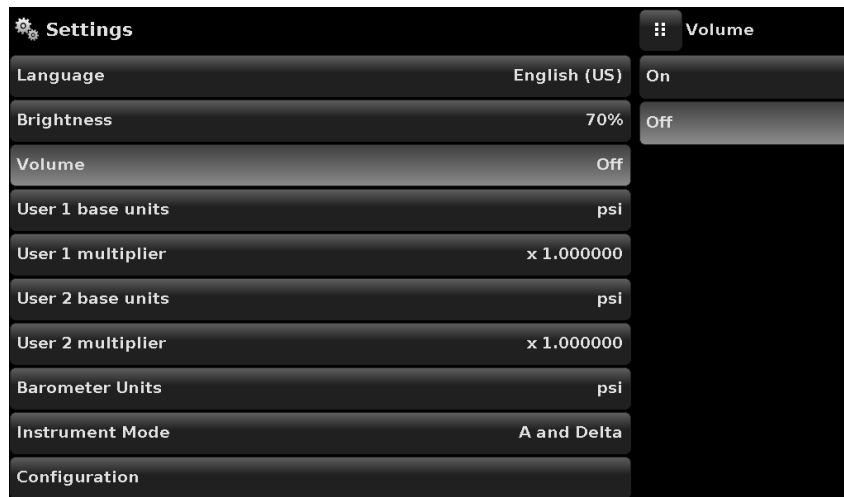 Settings
Language English (US)
Brightness 70%
Volume Off
User 1 base units psi
User 1 multiplier x 1.000000
User 2 base units psi
User 2 multiplier x 1.000000
Barometer Units psi
Instrument Mode A and Delta
Configuration
Volume
On
Off